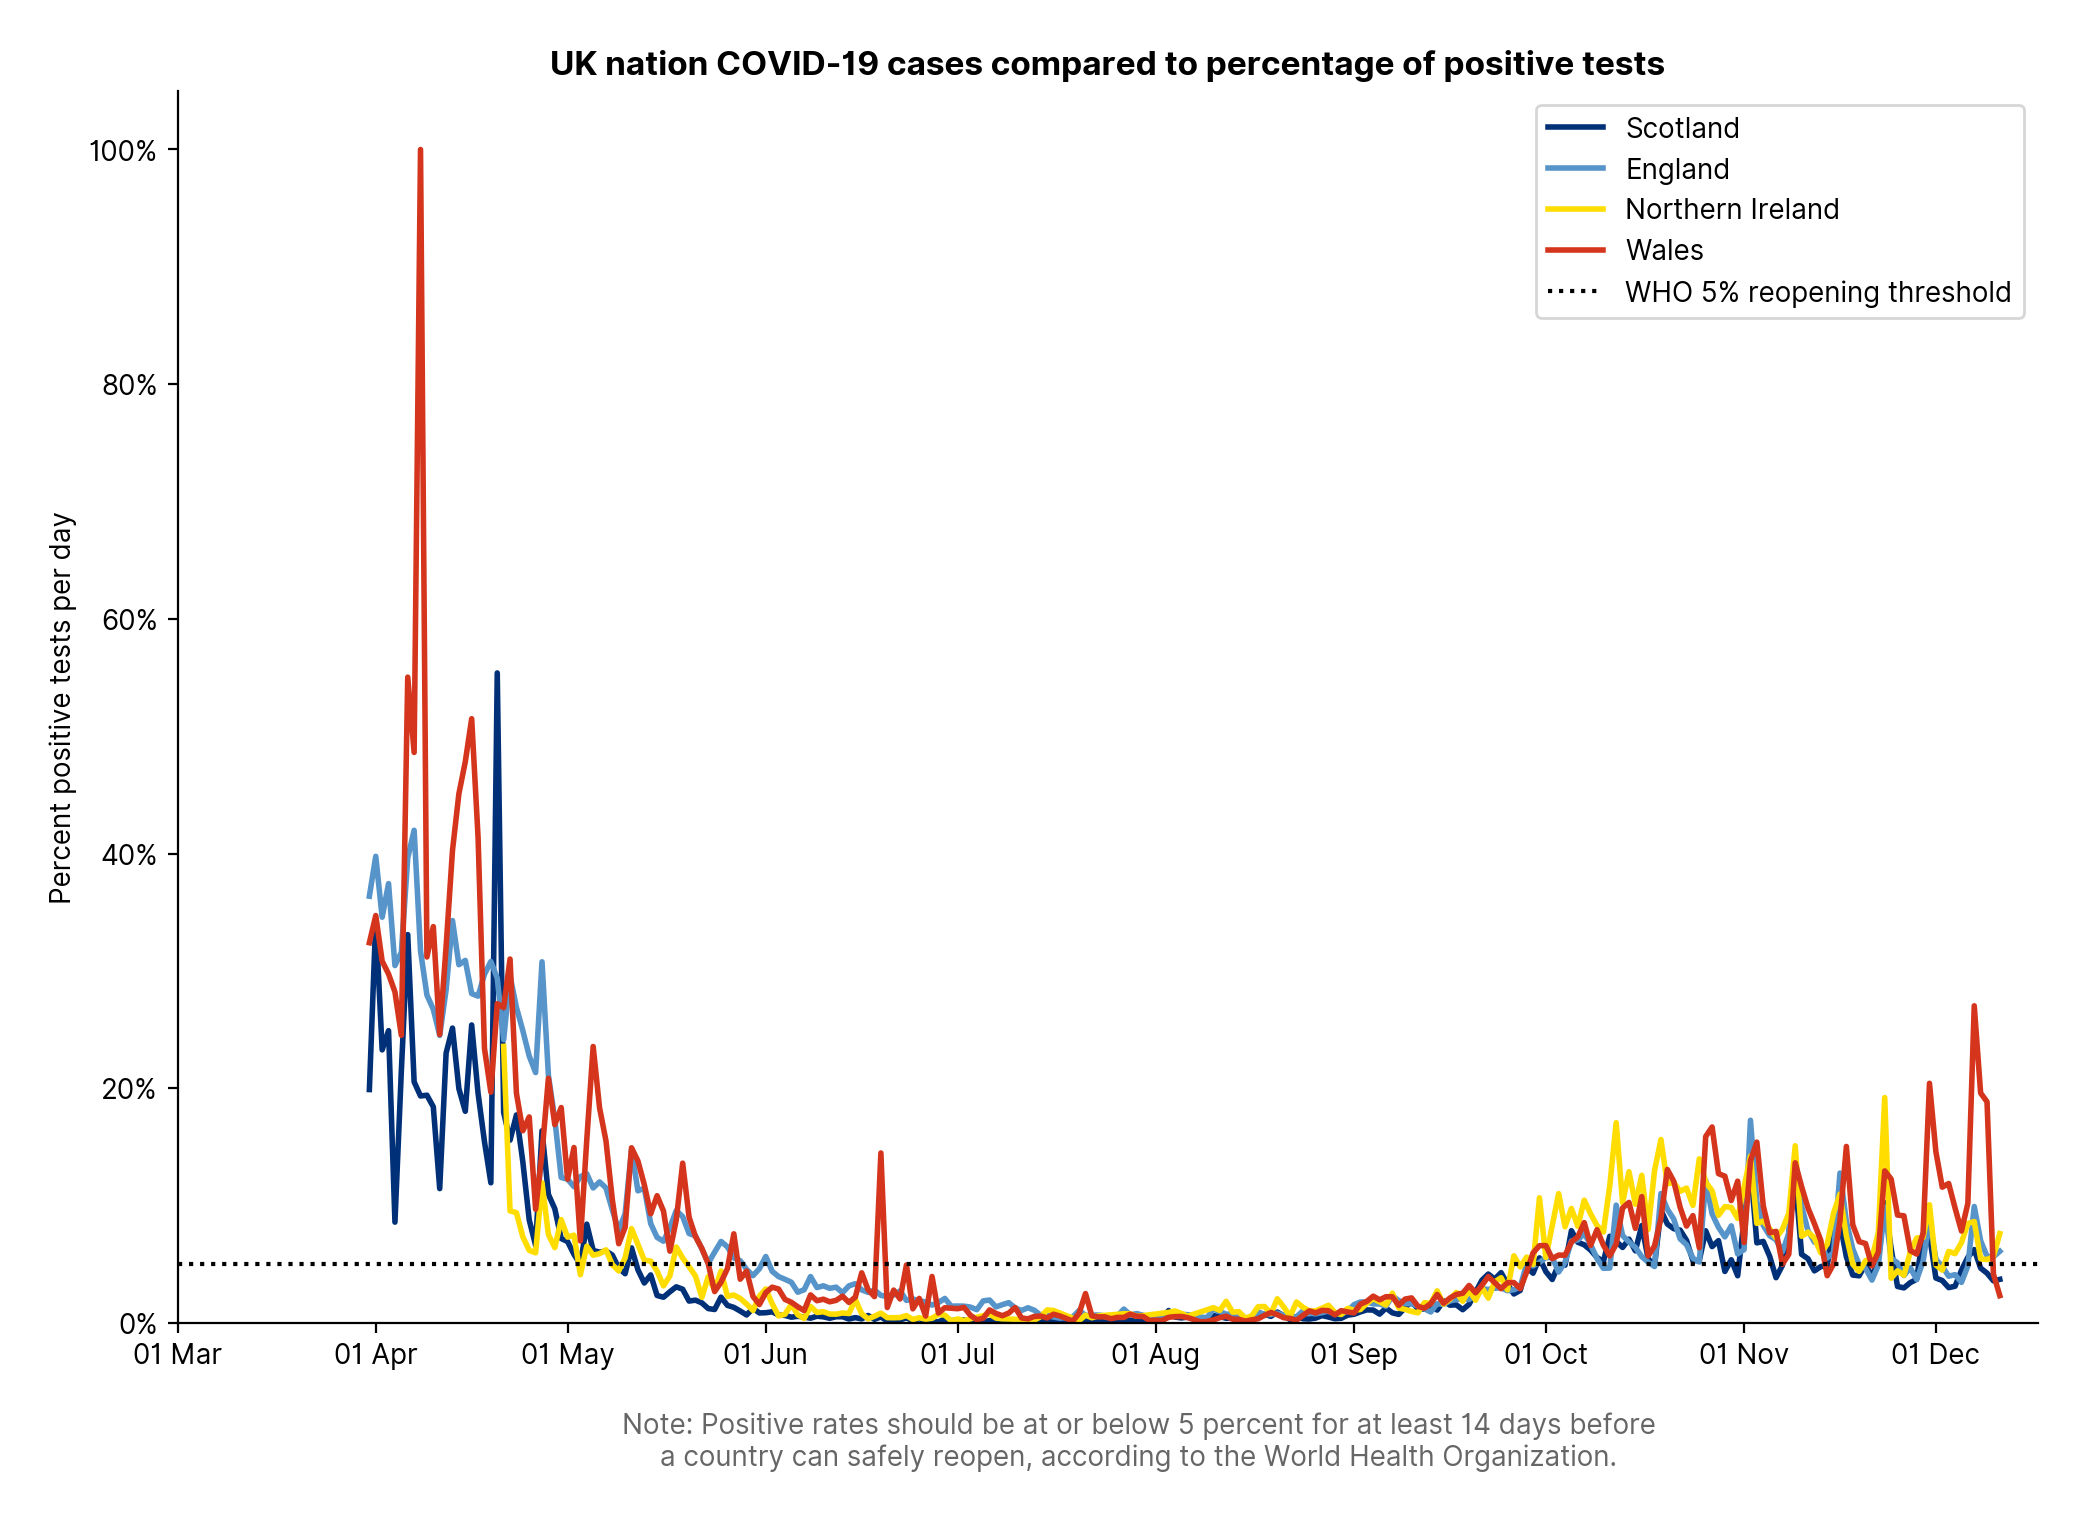 UK nation COVID-19 cases compared to percentage of positive tests
Scotland
England
Northern Ireland
Wales
WHO 5% reopening threshold
Percent positive tests per day
100%
80%
60%
40%
20%
0%
01 Mar
01 Apr
01 May
01 Jun
01 Jul
01 Aug
01 Sep
01 Oct
01 Nov
01 Dec
Note: Positive rates should be at or below 5 percent for at least 14 days before
a country can safely reopen, according to the World Health Organization.